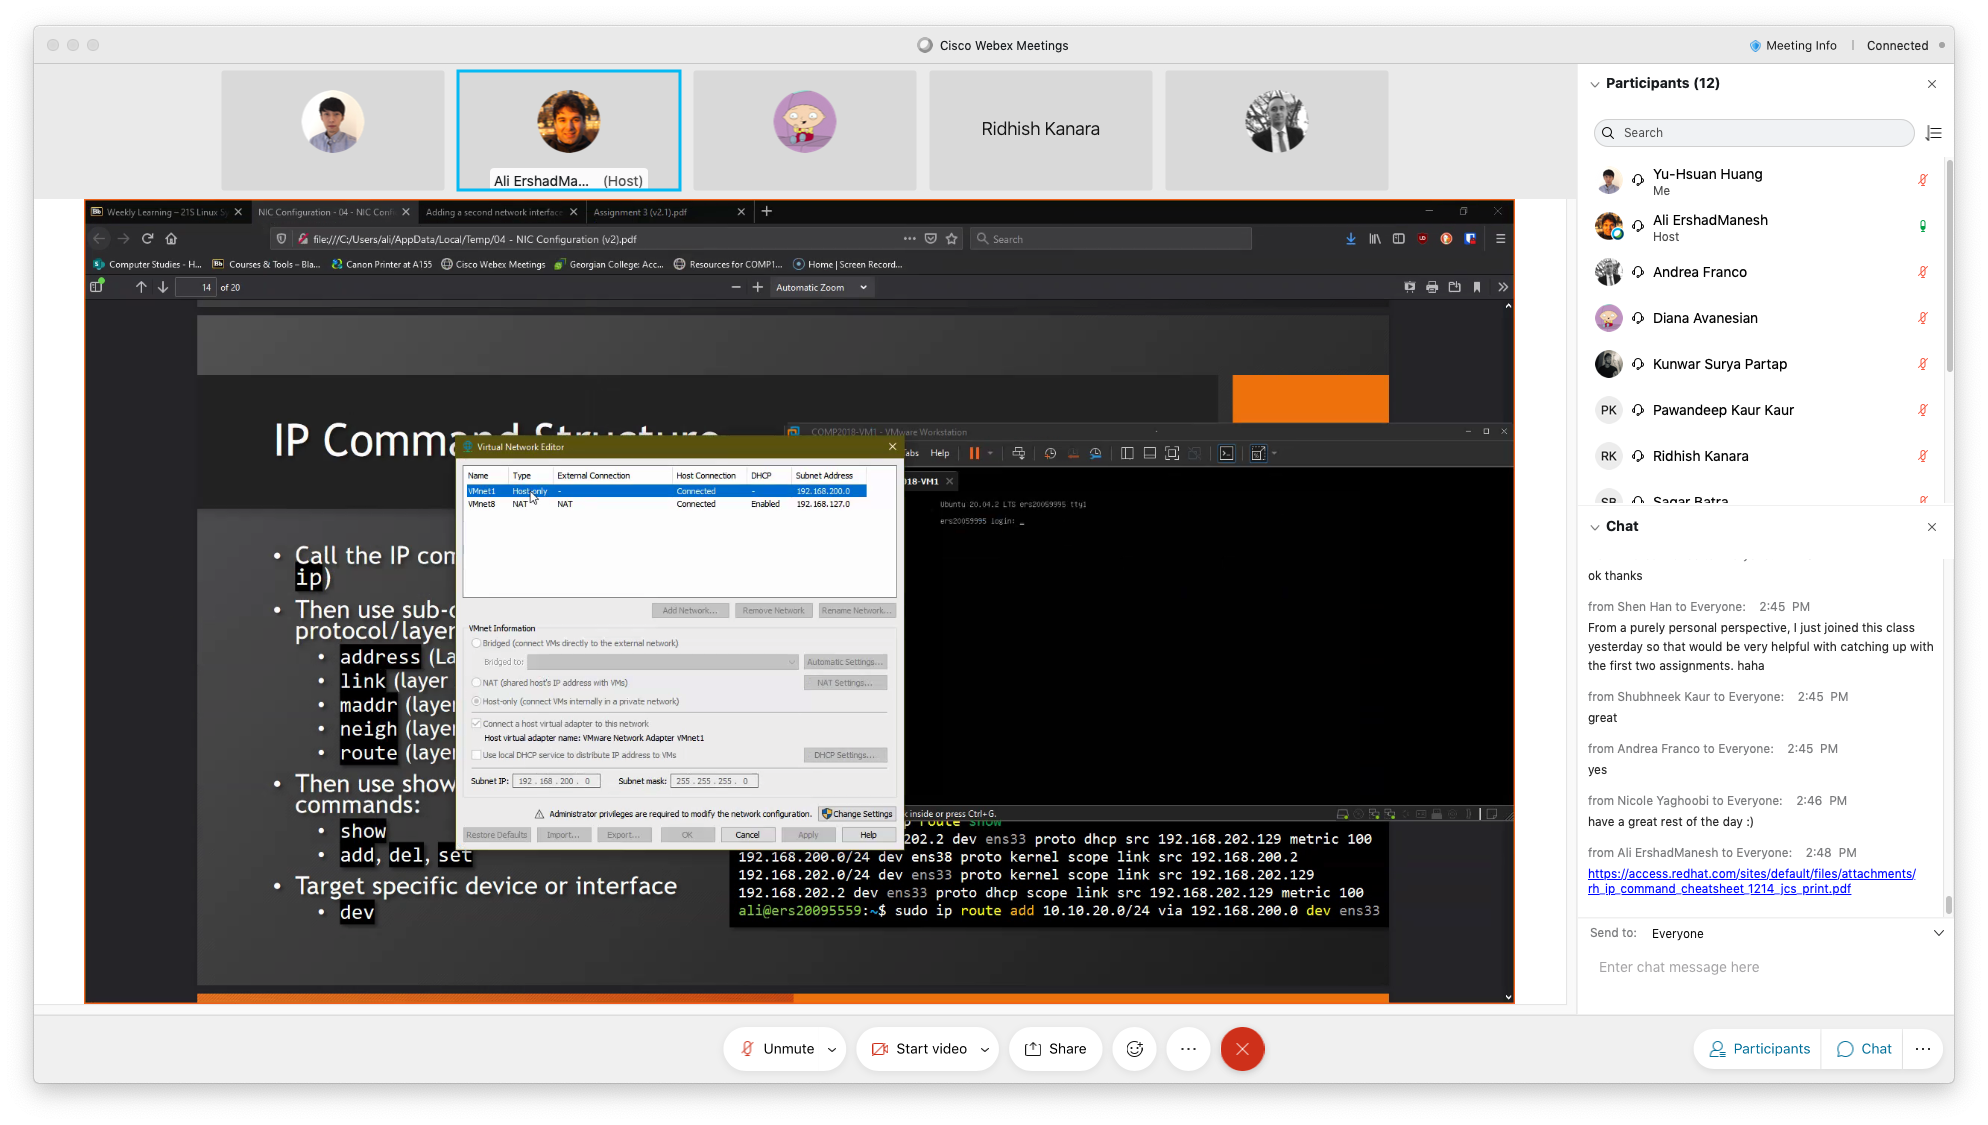 Cisco Webex Meetings
Meeting Info
Connected
Ali ErshadMa... (Host)
Ridhish Kanara
Weekly Learning – 21S Linux S
NIC Configuration - 04 - NIC Conf
Adding a second network interface
Assignment 3 (v2.1).pdf
file:///C:/Users/ali/AppData/Local/Temp/04 - NIC Configuration (v2).pdf
Search
Computer Studies - H...
Courses & Tools – Bla...
Canon Printer at A155
Cisco Webex Meetings
Georgian College: Acc...
Resources for COMP1...
Home | Screen Record...
14 of 20
Automatic Zoom
IP Command Structure
• Call the IP com
ip)
• Then use sub-c
protocol/layer
• address (La
• link (layer
• maddr (laye
• neigh (laye
• route (laye
• Then use show
commands:
• show
• add, del, set
• Target specific device or interface
• dev
Virtual Network Editor
Name Type External Connection Host Connection DHCP Subnet Address
VMnet1 Host-only - Connected - 192.168.200.0
VMnet8 NAT NAT Connected Enabled 192.168.127.0
Add Network... Remove Network Rename Network...
VMnet Information
Bridged (connect VMs directly to the external network)
Bridged to: Automatic Settings...
NAT (shared host's IP address with VMs) NAT Settings...
Host-only (connect VMs internally in a private network)
Connect a host virtual adapter to this network
Host virtual adapter name: VMware Network Adapter VMnet1
Use local DHCP service to distribute IP address to VMs DHCP Settings...
Subnet IP: 192 . 168 . 200 . 0 Subnet mask: 255 . 255 . 255 . 0
Administrator privileges are required to modify the network configuration. Change Settings
Restore Defaults Import... Export... OK Cancel Apply Help
COMP2018-VM1 - VMware Workstation
abs Help
018-VM1
Ubuntu 20.04.2 LTS ers20059995 tty1
ers20059995 login: _
k inside or press Ctrl+G.
p route show
202.2 dev ens33 proto dhcp src 192.168.202.129 metric 100
192.168.200.0/24 dev ens38 proto kernel scope link src 192.168.200.2
192.168.202.0/24 dev ens33 proto kernel scope link src 192.168.202.129
192.168.202.2 dev ens33 proto dhcp scope link src 192.168.202.129 metric 100
ali@ers20095559:~$ sudo ip route add 10.10.20.0/24 via 192.168.200.0 dev ens33
Participants (12)
Search
Yu-Hsuan Huang
Me
Ali ErshadManesh
Host
Andrea Franco
Diana Avanesian
Kunwar Surya Partap
PK Pawandeep Kaur Kaur
RK Ridhish Kanara
SB Sagar Batra
Chat
ok thanks
from Shen Han to Everyone: 2:45 PM
From a purely personal perspective, I just joined this class
yesterday so that would be very helpful with catching up with
the first two assignments. haha
from Shubhneek Kaur to Everyone: 2:45 PM
great
from Andrea Franco to Everyone: 2:45 PM
yes
from Nicole Yaghoobi to Everyone: 2:46 PM
have a great rest of the day :)
from Ali ErshadManesh to Everyone: 2:48 PM
https://access.redhat.com/sites/default/files/attachments/
rh_ip_command_cheatsheet_1214_jcs_print.pdf
Send to: Everyone
Enter chat message here
Unmute
Start video
Share
Participants
Chat